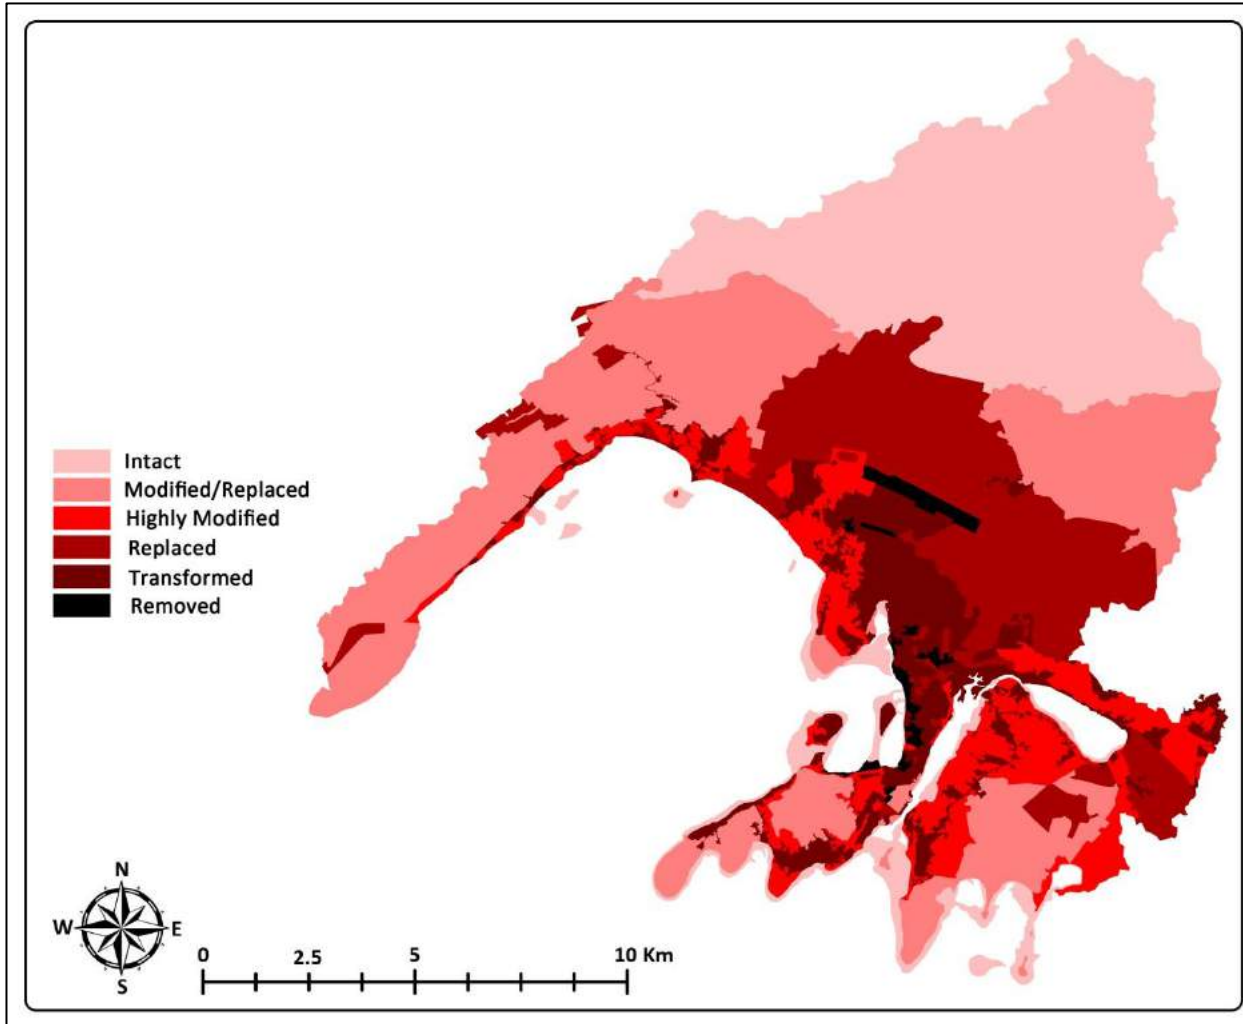 Intact
Modified/Replaced
Highly Modified
Replaced
Transformed
Removed
N
W E
S
0 2.5 5 10 Km